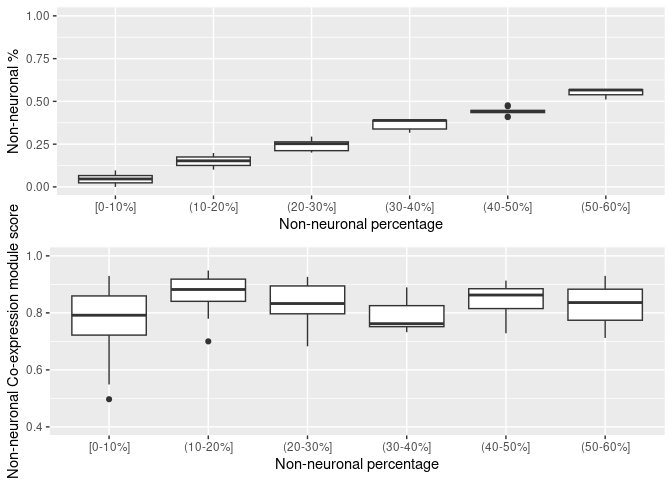 Non-neuronal %
1.00
0.75
0.50
0.25
0.00
[0-10%] (10-20%] (20-30%] (30-40%] (40-50%] (50-60%]
Non-neuronal percentage
Non-neuronal Co-expression module score
1.0
0.8
0.6
0.4
[0-10%] (10-20%] (20-30%] (30-40%] (40-50%] (50-60%]
Non-neuronal percentage